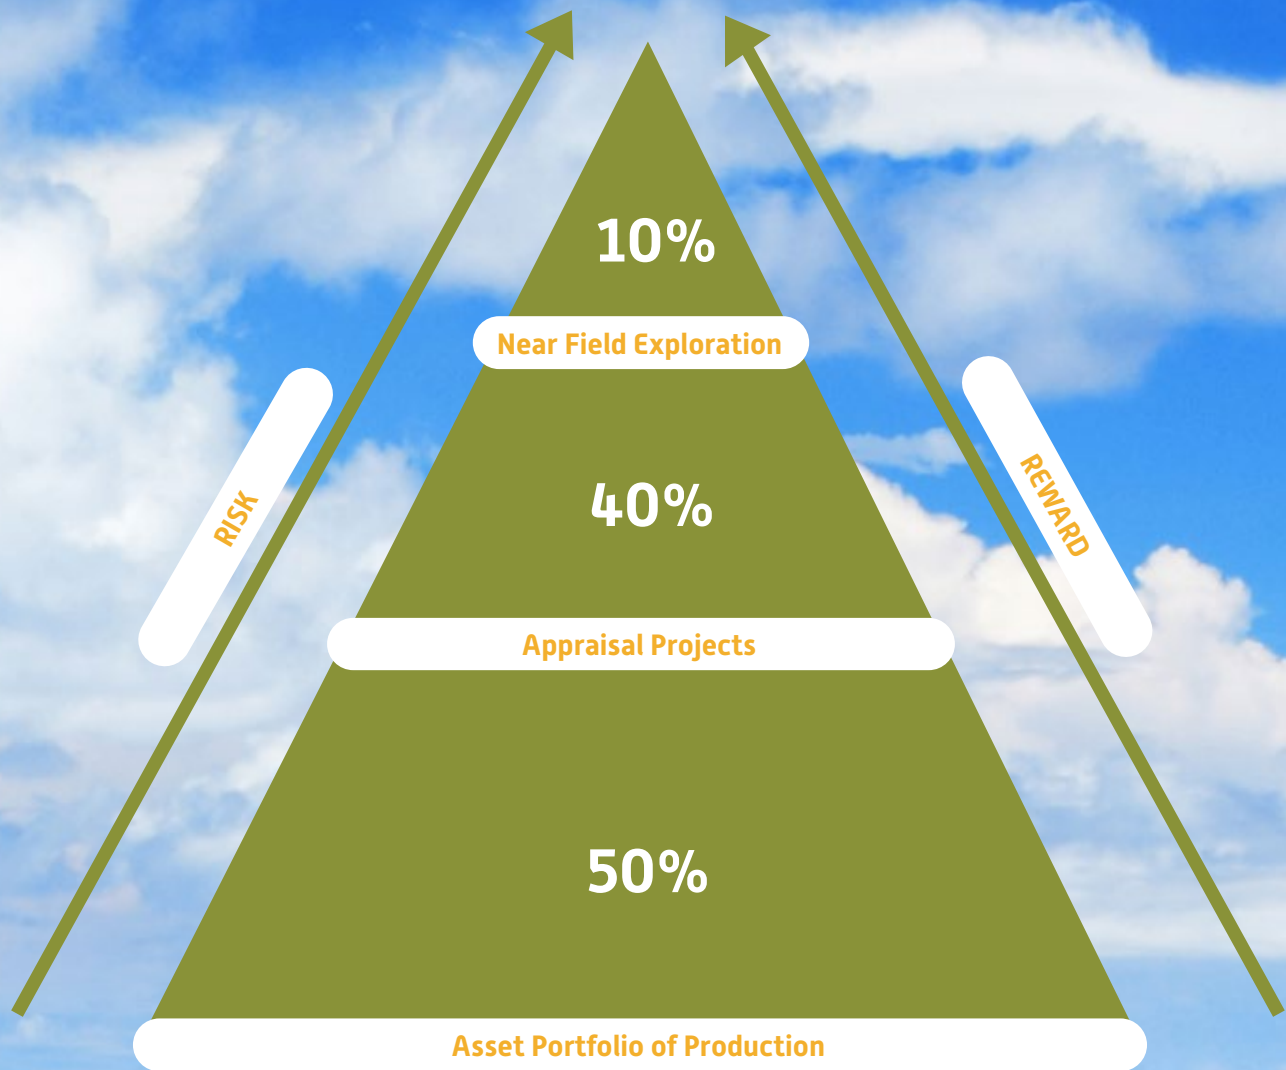 10%
Near Field Exploration
RISK
REWARD
40%
Appraisal Projects
50%
Asset Portfolio of Production